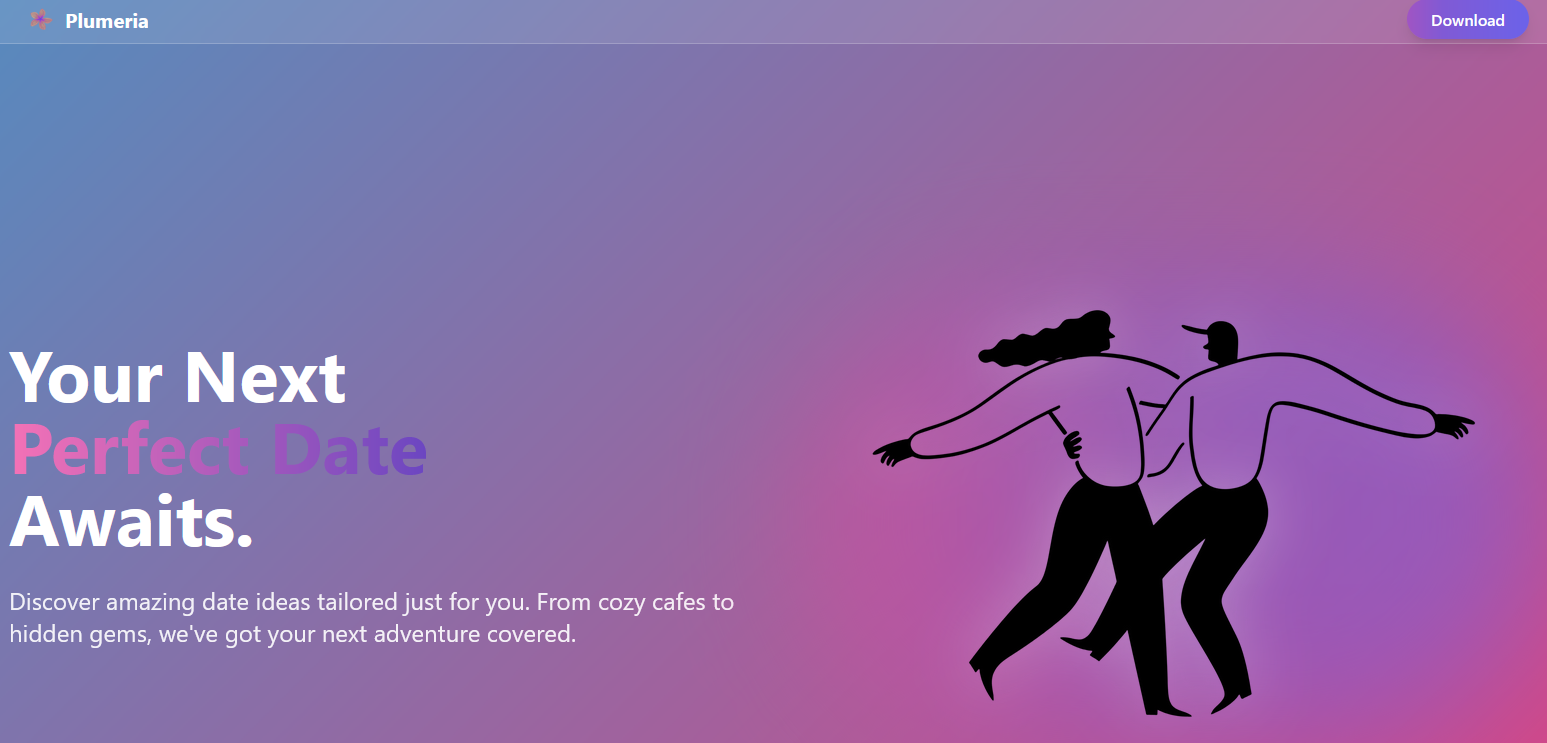 Plumeria
Download
Your Next
Perfect Date
Awaits.
Discover amazing date ideas tailored just for you. From cozy cafes to
hidden gems, we've got your next adventure covered.